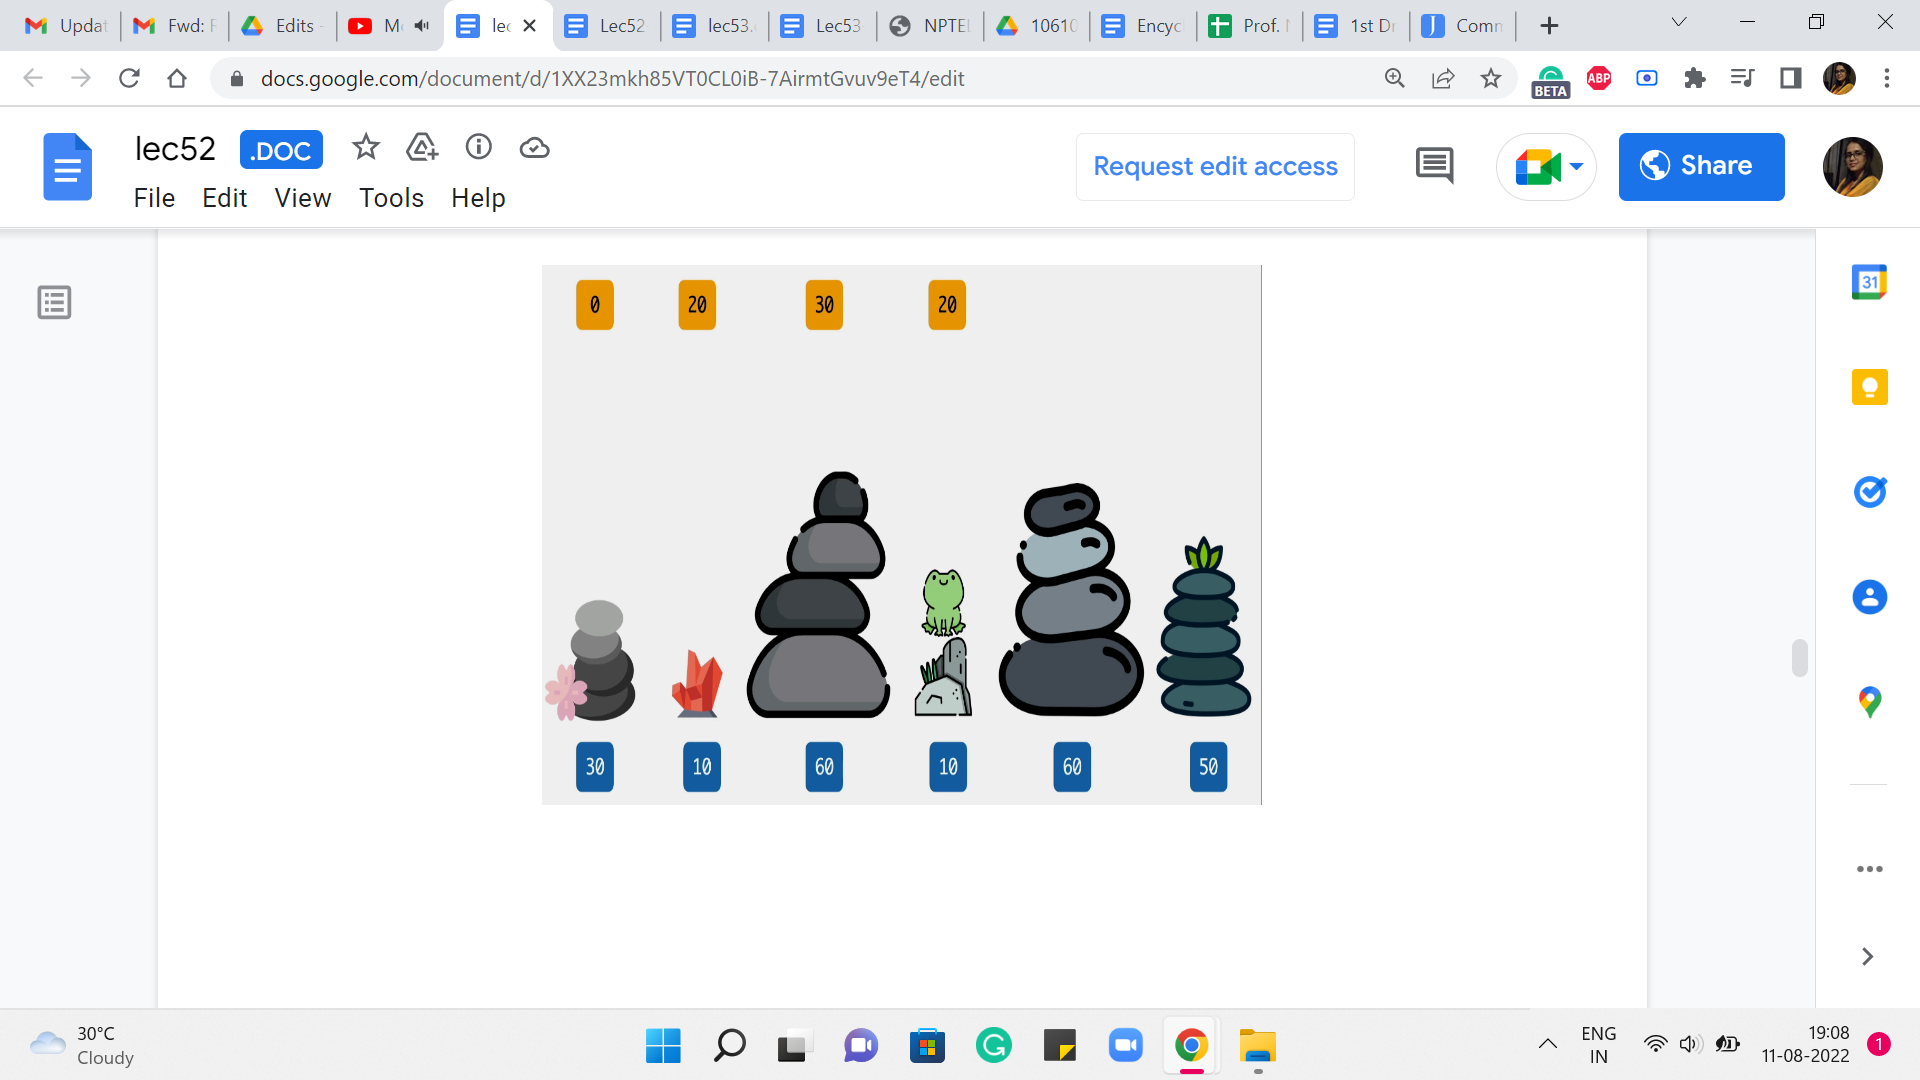 Updat
Fwd: F
Edits -
Mo
lec
Lec52
lec53.
Lec53
NPTEL
10610
Encyc
Prof.
1st Dr
Comm
docs.google.com/document/d/1XX23mkh85VT0CL0iB-7AirmtGvuv9eT4/edit
BETA
ABP
lec52 .DOC
Request edit access
Share
File Edit View Tools Help
31
0 20 30 20
30 10 60 10 60 50
30°C
Cloudy
ENG
IN
19:08
11-08-2022
1